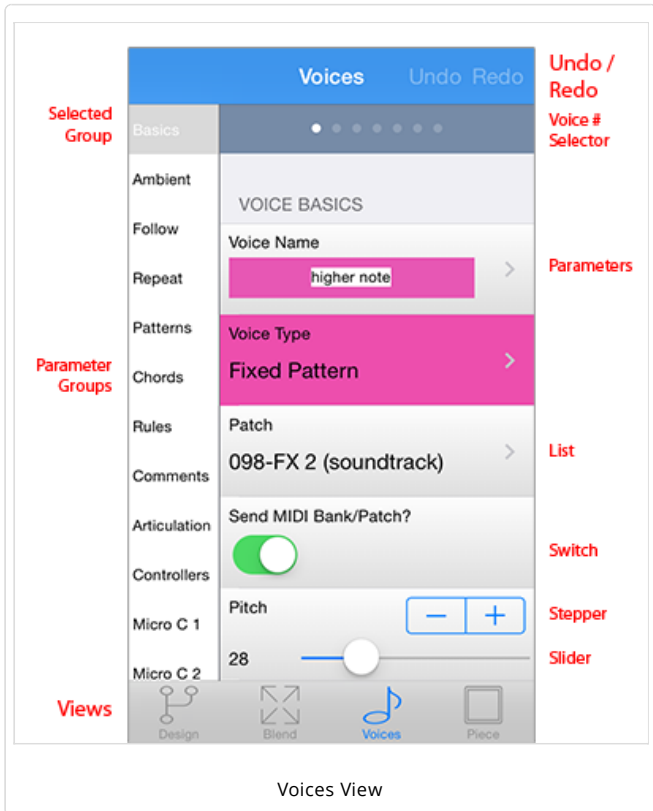 Voices Undo Redo
Undo /
Redo
Selected
Group
Basics
Voice #
Selector
Ambient
VOICE BASICS
Follow
Voice Name
Repeat
higher note
Parameters
Patterns
Voice Type
Parameter
Groups
Fixed Pattern
Chords
Rules
Patch
098-FX 2 (soundtrack)
List
Comments
Articulation
Send MIDI Bank/Patch?
Switch
Controllers
Micro C 1
Pitch
− +
Stepper
28
Slider
Micro C 2
Views
Design Blend Voices Piece
Voices View